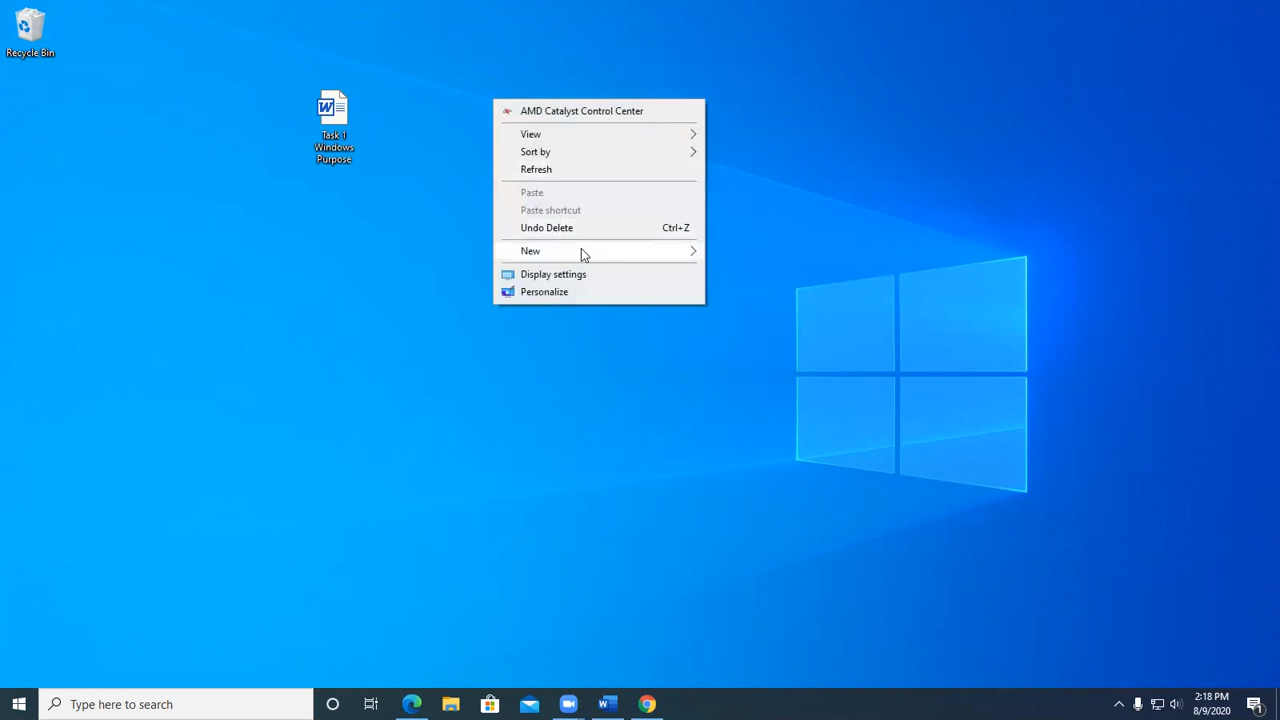 Recycle Bin
Task 1
Windows
Purpose
AMD Catalyst Control Center
View
Sort by
Refresh
Paste
Paste shortcut
Undo Delete Ctrl+Z
New
Display settings
Personalize
Type here to search
2:18 PM
8/9/2020
1